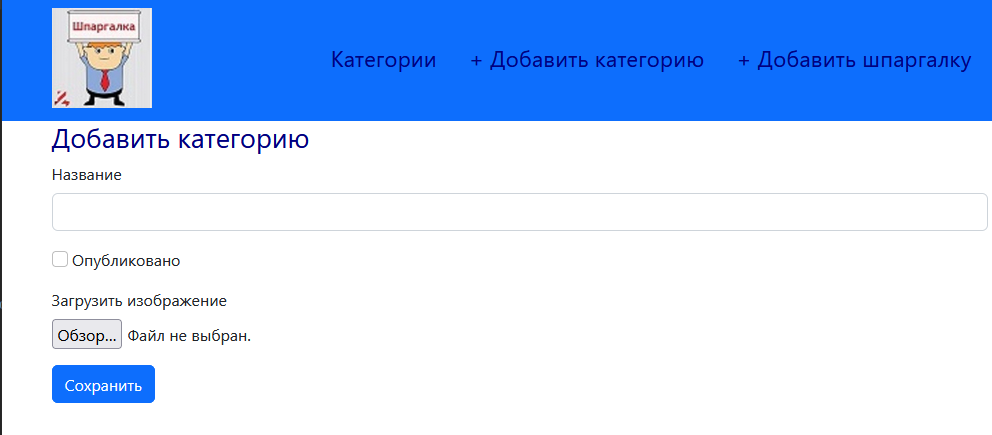 Шпаргалка
Категории + Добавить категорию + Добавить шпаргалку
Добавить категорию
Название
Опубликовано
Загрузить изображение
Обзор... Файл не выбран.
Сохранить